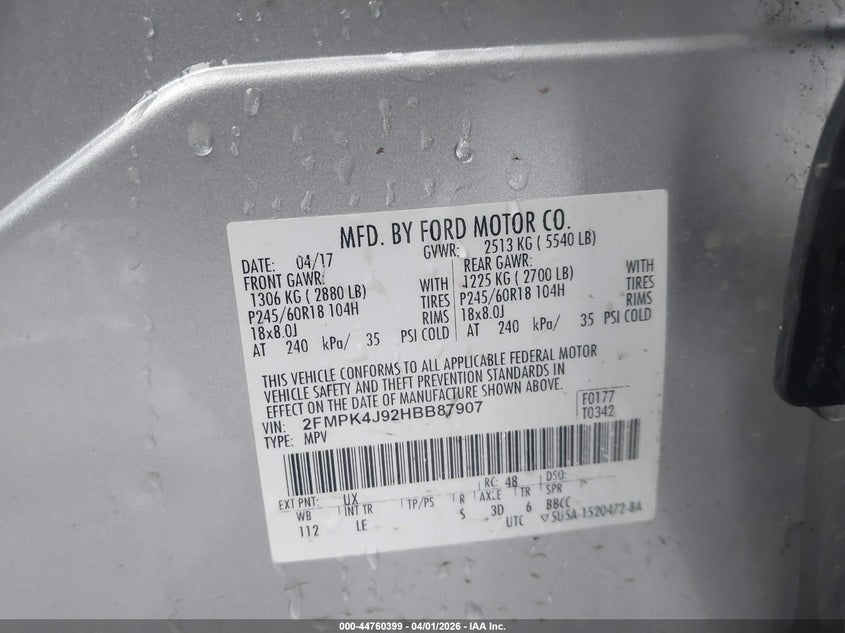 MFD. BY FORD MOTOR CO.
DATE: 04/17 GVWR: 2513 KG ( 5540 LB)
FRONT GAWR: REAR GAWR:
1306 KG ( 2880 LB) WITH 1225 KG ( 2700 LB) WITH
P245/60R18 104H TIRES P245/60R18 104H TIRES
18x8.0J RIMS 18x8.0J RIMS
AT 240 kPa/ 35 PSI COLD AT 240 kPa/ 35 PSI COLD
THIS VEHICLE CONFORMS TO ALL APPLICABLE FEDERAL MOTOR
VEHICLE SAFETY AND THEFT PREVENTION STANDARDS IN
EFFECT ON THE DATE OF MANUFACTURE SHOWN ABOVE.
VIN: 2FMPK4J92HBB87907 F0177
TYPE: MPV T0342
EXT PNT: UX RC: 48 DSO:
WB INT TR TP/PS R AXLE TR SPR
112 LE S 3D 6 BBCC
UTC ▽5U5A-1520472-BA
000-44760399 - 04/01/2026 - IAA Inc.